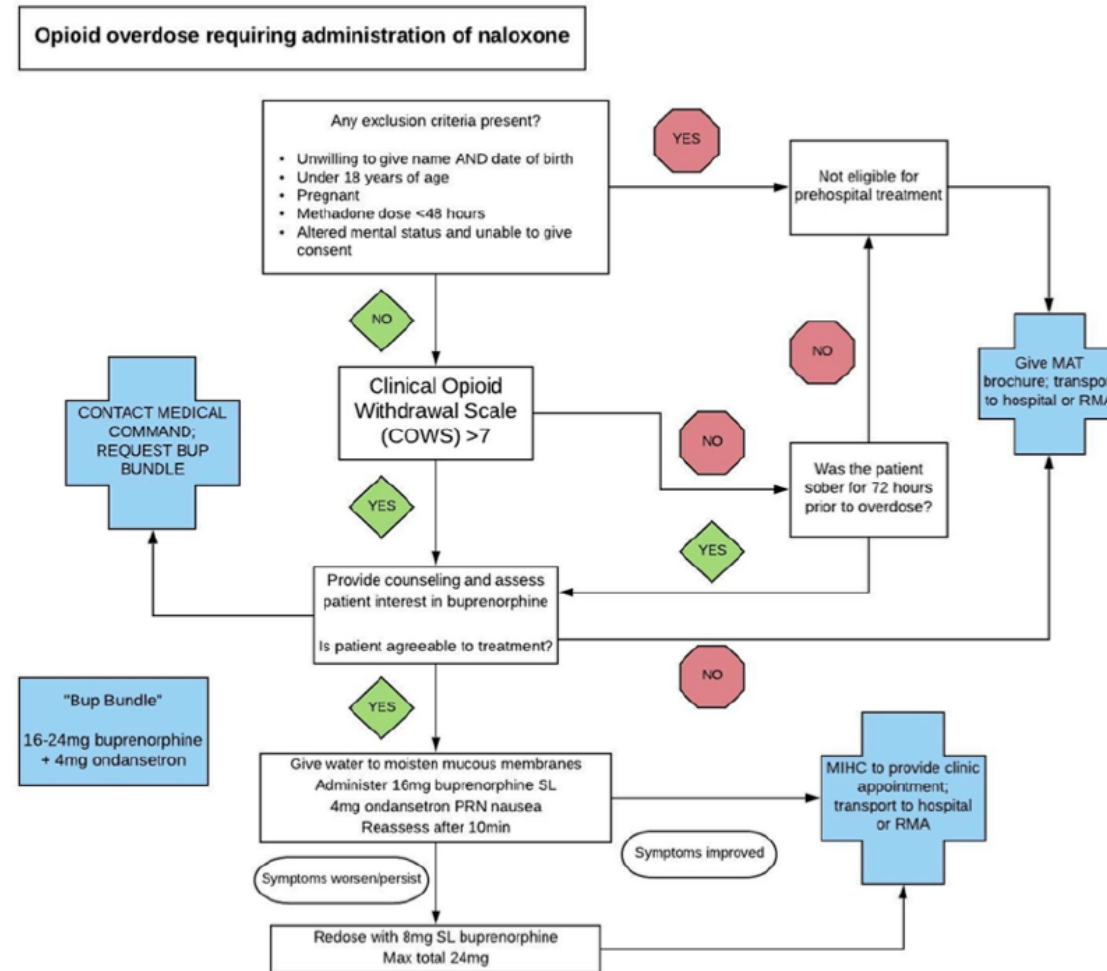 Opioid overdose requiring administration of naloxone
Any exclusion criteria present?
• Unwilling to give name AND date of birth
• Under 18 years of age
• Pregnant
• Methadone dose <48 hours
• Altered mental status and unable to give
consent
YES
Not eligible for
prehospital treatment
NO
NO
Give MAT
brochure; transport
to hospital or RMA
Clinical Opioid
Withdrawal Scale
(COWS) >7
CONTACT MEDICAL
COMMAND;
REQUEST BUP
BUNDLE
NO
Was the patient
sober for 72 hours
prior to overdose?
YES
YES
Provide counseling and assess
patient interest in buprenorphine
Is patient agreeable to treatment?
NO
"Bup Bundle"
16-24mg buprenorphine
+ 4mg ondansetron
YES
Give water to moisten mucous membranes
Administer 16mg buprenorphine SL
4mg ondansetron PRN nausea
Reassess after 10min
MIHC to provide clinic
appointment;
transport to hospital
or RMA
Symptoms improved
Symptoms worsen/persist
Redose with 8mg SL buprenorphine
Max total 24mg